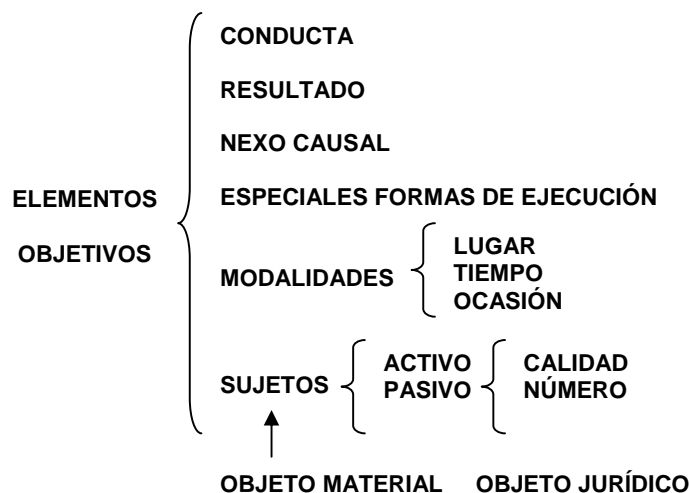 CONDUCTA
RESULTADO
NEXO CAUSAL
ELEMENTOS
OBJETIVOS
ESPECIALES FORMAS DE EJECUCIÓN
MODALIDADES
LUGAR
TIEMPO
OCASIÓN
SUJETOS
ACTIVO
PASIVO
CALIDAD
NÚMERO
OBJETO MATERIAL OBJETO JURÍDICO